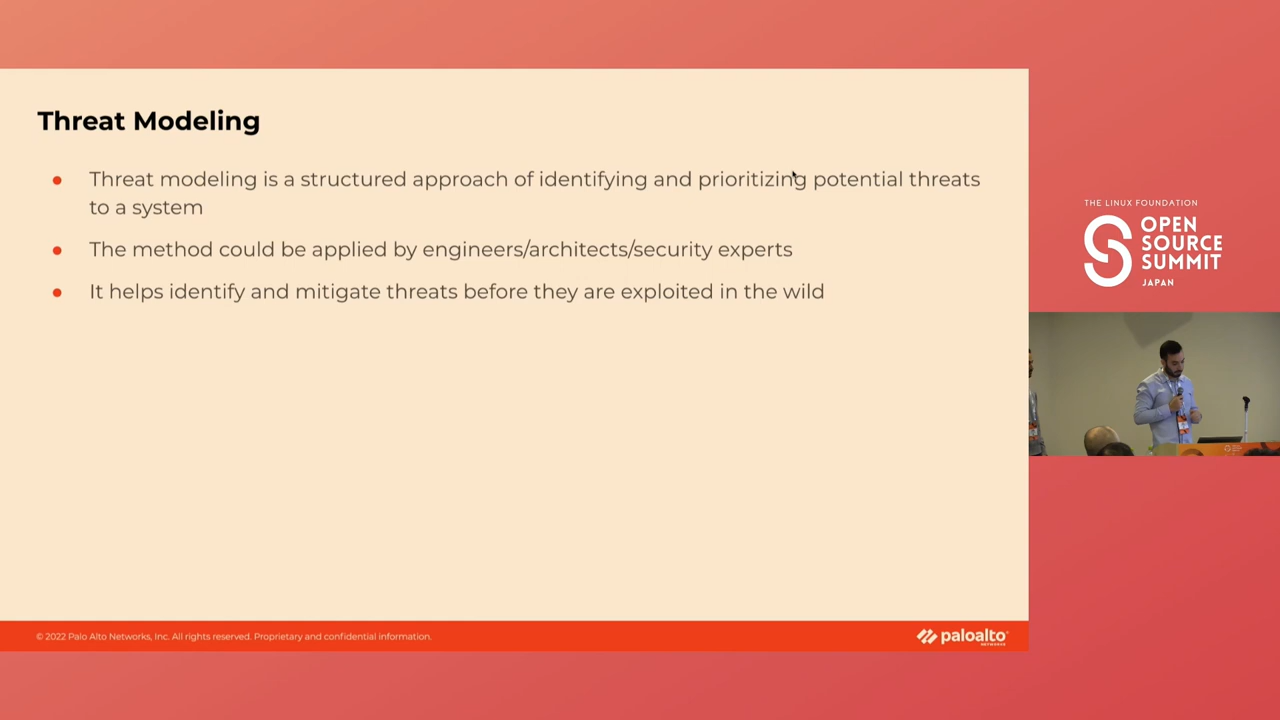 Threat Modeling
● Threat modeling is a structured approach of identifying and prioritizing potential threats
to a system
● The method could be applied by engineers/architects/security experts
● It helps identify and mitigate threats before they are exploited in the wild
© 2022 Palo Alto Networks, Inc. All rights reserved. Proprietary and confidential information.
paloalto
NETWORKS
THE LINUX FOUNDATION
OPEN
SOURCE
SUMMIT
JAPAN